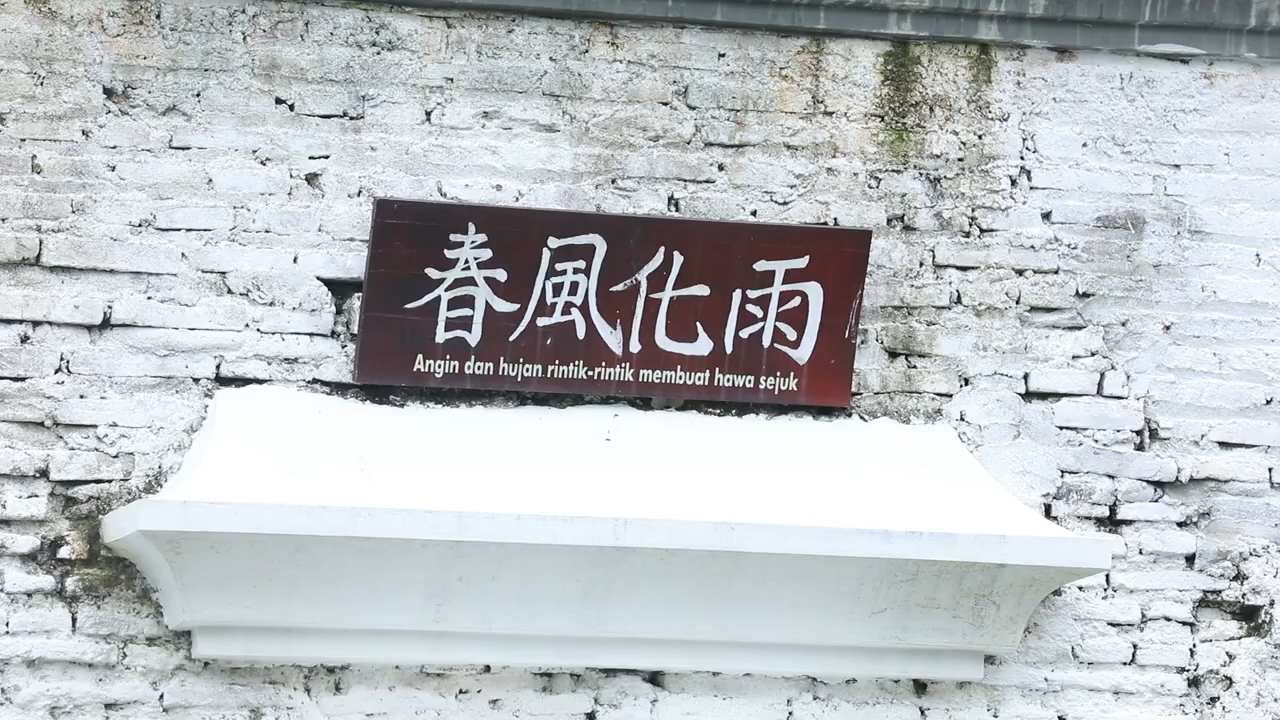 春風化雨
Angin dan hujan rintik-rintik membuat hawa sejuk